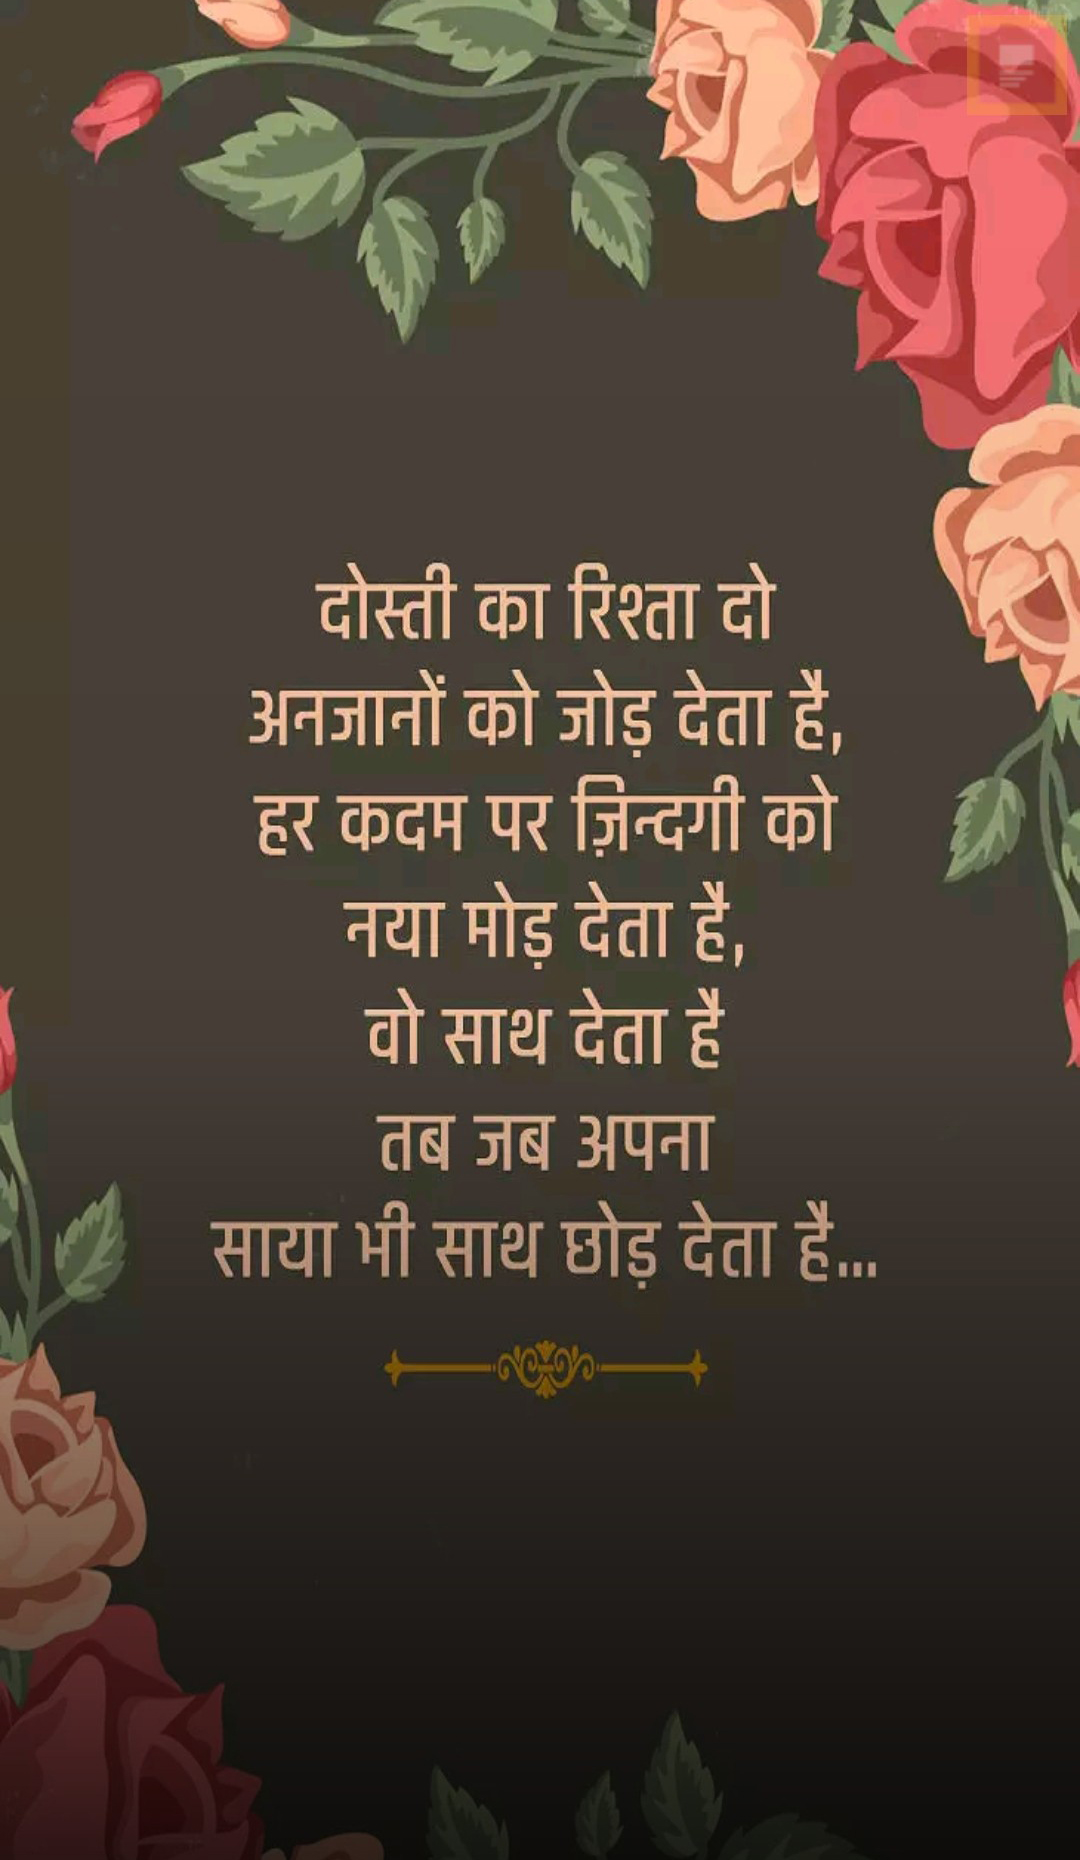 दोस्ती का रिश्ता दो
अनजानों को जोड़ देता है,
हर कदम पर ज़िन्दगी को
नया मोड़ देता है,
वो साथ देता है
तब जब अपना
साया भी साथ छोड़ देता है...